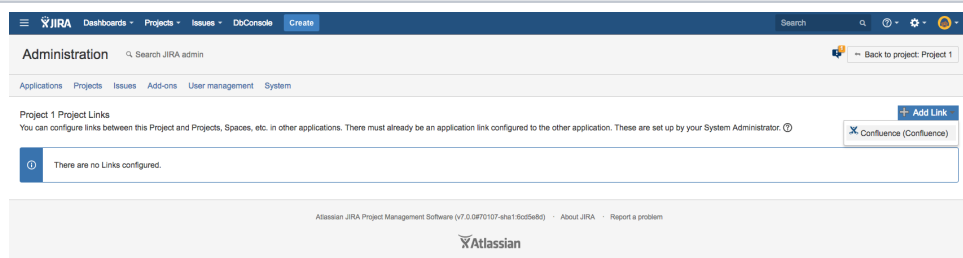 JIRA Dashboards Projects Issues DbConsole Create Search
Administration Search JIRA admin Back to project: Project 1
Applications Projects Issues Add-ons User management System
Project 1 Project Links + Add Link
You can configure links between this Project and Projects, Spaces, etc. in other applications. There must already be an application link configured to the other application. These are set up by your System Administrator.
Confluence (Confluence)
There are no Links configured.
Atlassian JIRA Project Management Software (v7.0.0#70107-sha1:6cd5e8d) · About JIRA · Report a problem
Atlassian